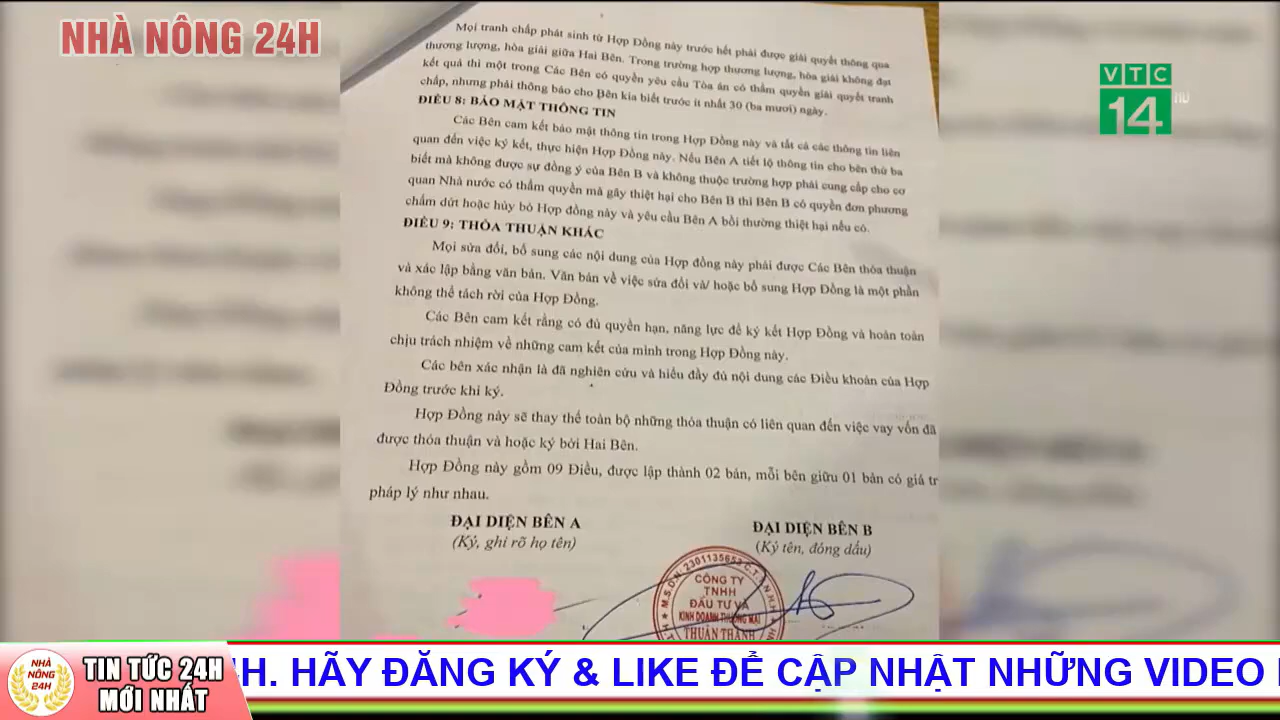 NHÀ NÔNG 24H
VTC
14
Mọi tranh chấp phát sinh từ Hợp Đồng này trước hết phải được giải quyết thông qua
thương lượng, hòa giải giữa Hai Bên. Trong trường hợp thương lượng, hòa giải không đạt
kết quả thì một trong Các Bên có quyền yêu cầu Tòa án có thẩm quyền giải quyết tranh
chấp, nhưng phải thông báo cho Bên kia biết trước ít nhất 30 (ba mươi) ngày.
ĐIỀU 8: BẢO MẬT THÔNG TIN
Các Bên cam kết bảo mật thông tin trong Hợp Đồng này và tất cả các thông tin liên
quan đến việc ký kết, thực hiện Hợp Đồng này. Nếu Bên A tiết lộ thông tin cho bên thứ ba
biết mà không được sự đồng ý của Bên B và không thuộc trường hợp phải cung cấp cho cơ
quan Nhà nước có thẩm quyền mà gây thiệt hại cho Bên B thì Bên B có quyền đơn phương
chấm dứt hoặc hủy bỏ Hợp đồng này và yêu cầu Bên A bồi thường thiệt hại nếu có.
ĐIỀU 9: THỎA THUẬN KHÁC
Mọi sửa đổi, bổ sung các nội dung của Hợp đồng này phải được Các Bên thỏa thuận
và xác lập bằng văn bản. Văn bản về việc sửa đổi và/ hoặc bổ sung Hợp Đồng là một phần
không thể tách rời của Hợp Đồng.
Các Bên cam kết rằng có đủ quyền hạn, năng lực để ký kết Hợp Đồng và hoàn toàn
chịu trách nhiệm về những cam kết của mình trong Hợp Đồng này.
Các bên xác nhận là đã nghiên cứu và hiểu đầy đủ nội dung các Điều khoản của Hợp
Đồng trước khi ký.
Hợp Đồng này sẽ thay thế toàn bộ những thỏa thuận có liên quan đến việc vay vốn đã
được thỏa thuận và hoặc ký bởi Hai Bên.
Hợp Đồng này gồm 09 Điều, được lập thành 02 bản, mỗi bên giữu 01 bản có giá tr
pháp lý như nhau.
ĐẠI DIỆN BÊN A
(Ký, ghi rõ họ tên)
ĐẠI DIỆN BÊN B
(Ký tên, đóng dấu)
M.S.D.N: 2301135653 C.T.T.N.H.H
CÔNG TY
TNHH
ĐẦU TƯ VÀ
KINH DOANH THƯƠNG MẠI
THUẬN THÀNH
NHÀ
NÔNG
24H
TIN TỨC 24H
MỚI NHẤT
4H. HÃY ĐĂNG KÝ & LIKE ĐỂ CẬP NHẬT NHỮNG VIDEO